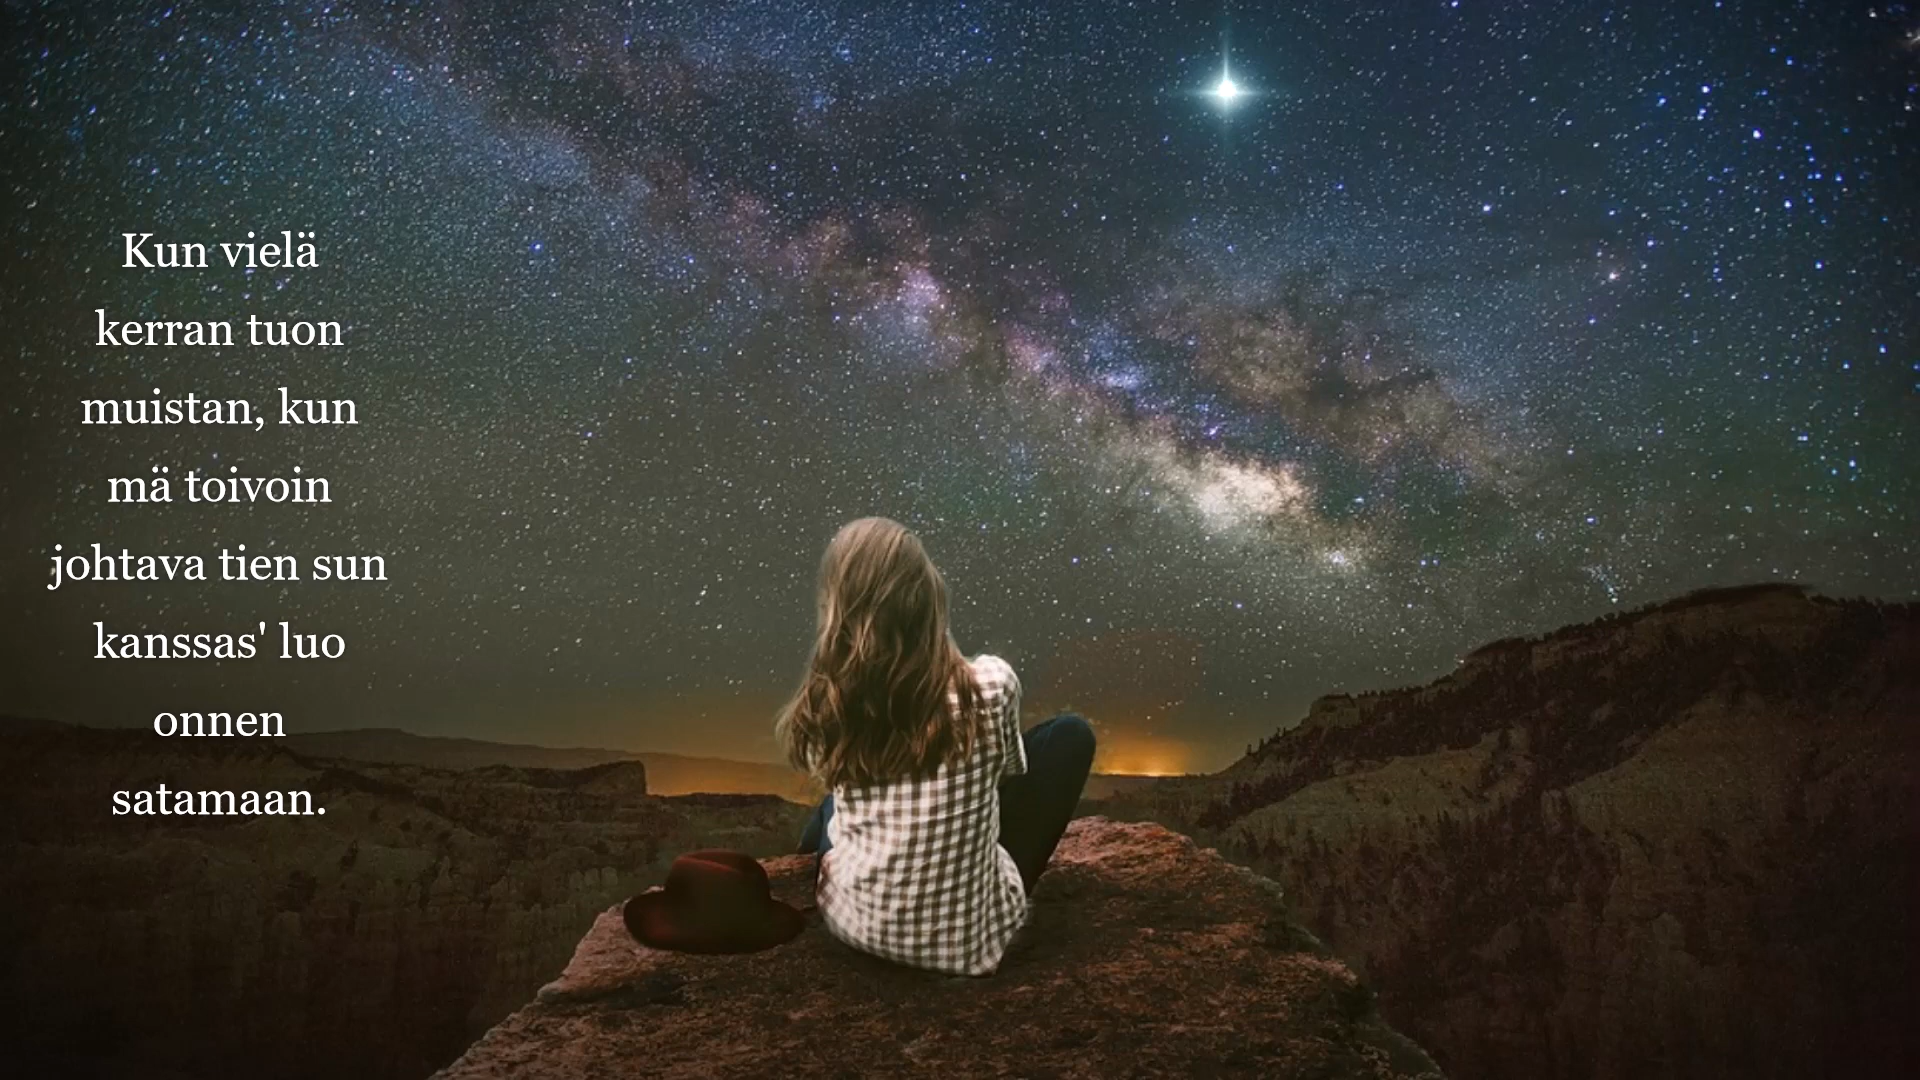 Kun vielä
kerran tuon
muistan, kun
mä toivoin
johtava tien sun
kanssas' luo
onnen
satamaan.